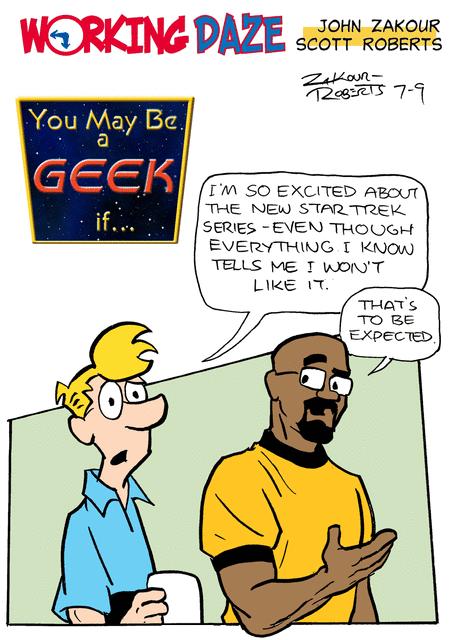 WORKING DAZE
JOHN ZAKOUR
SCOTT ROBERTS
ZAKOUR-
ROBERTS 7-9
You May Be
a
GEEK
if...
I'M SO EXCITED ABOUT
THE NEW STAR TREK
SERIES - EVEN THOUGH
EVERYTHING I KNOW
TELLS ME I WON'T
LIKE IT.
THAT'S
TO BE
EXPECTED.